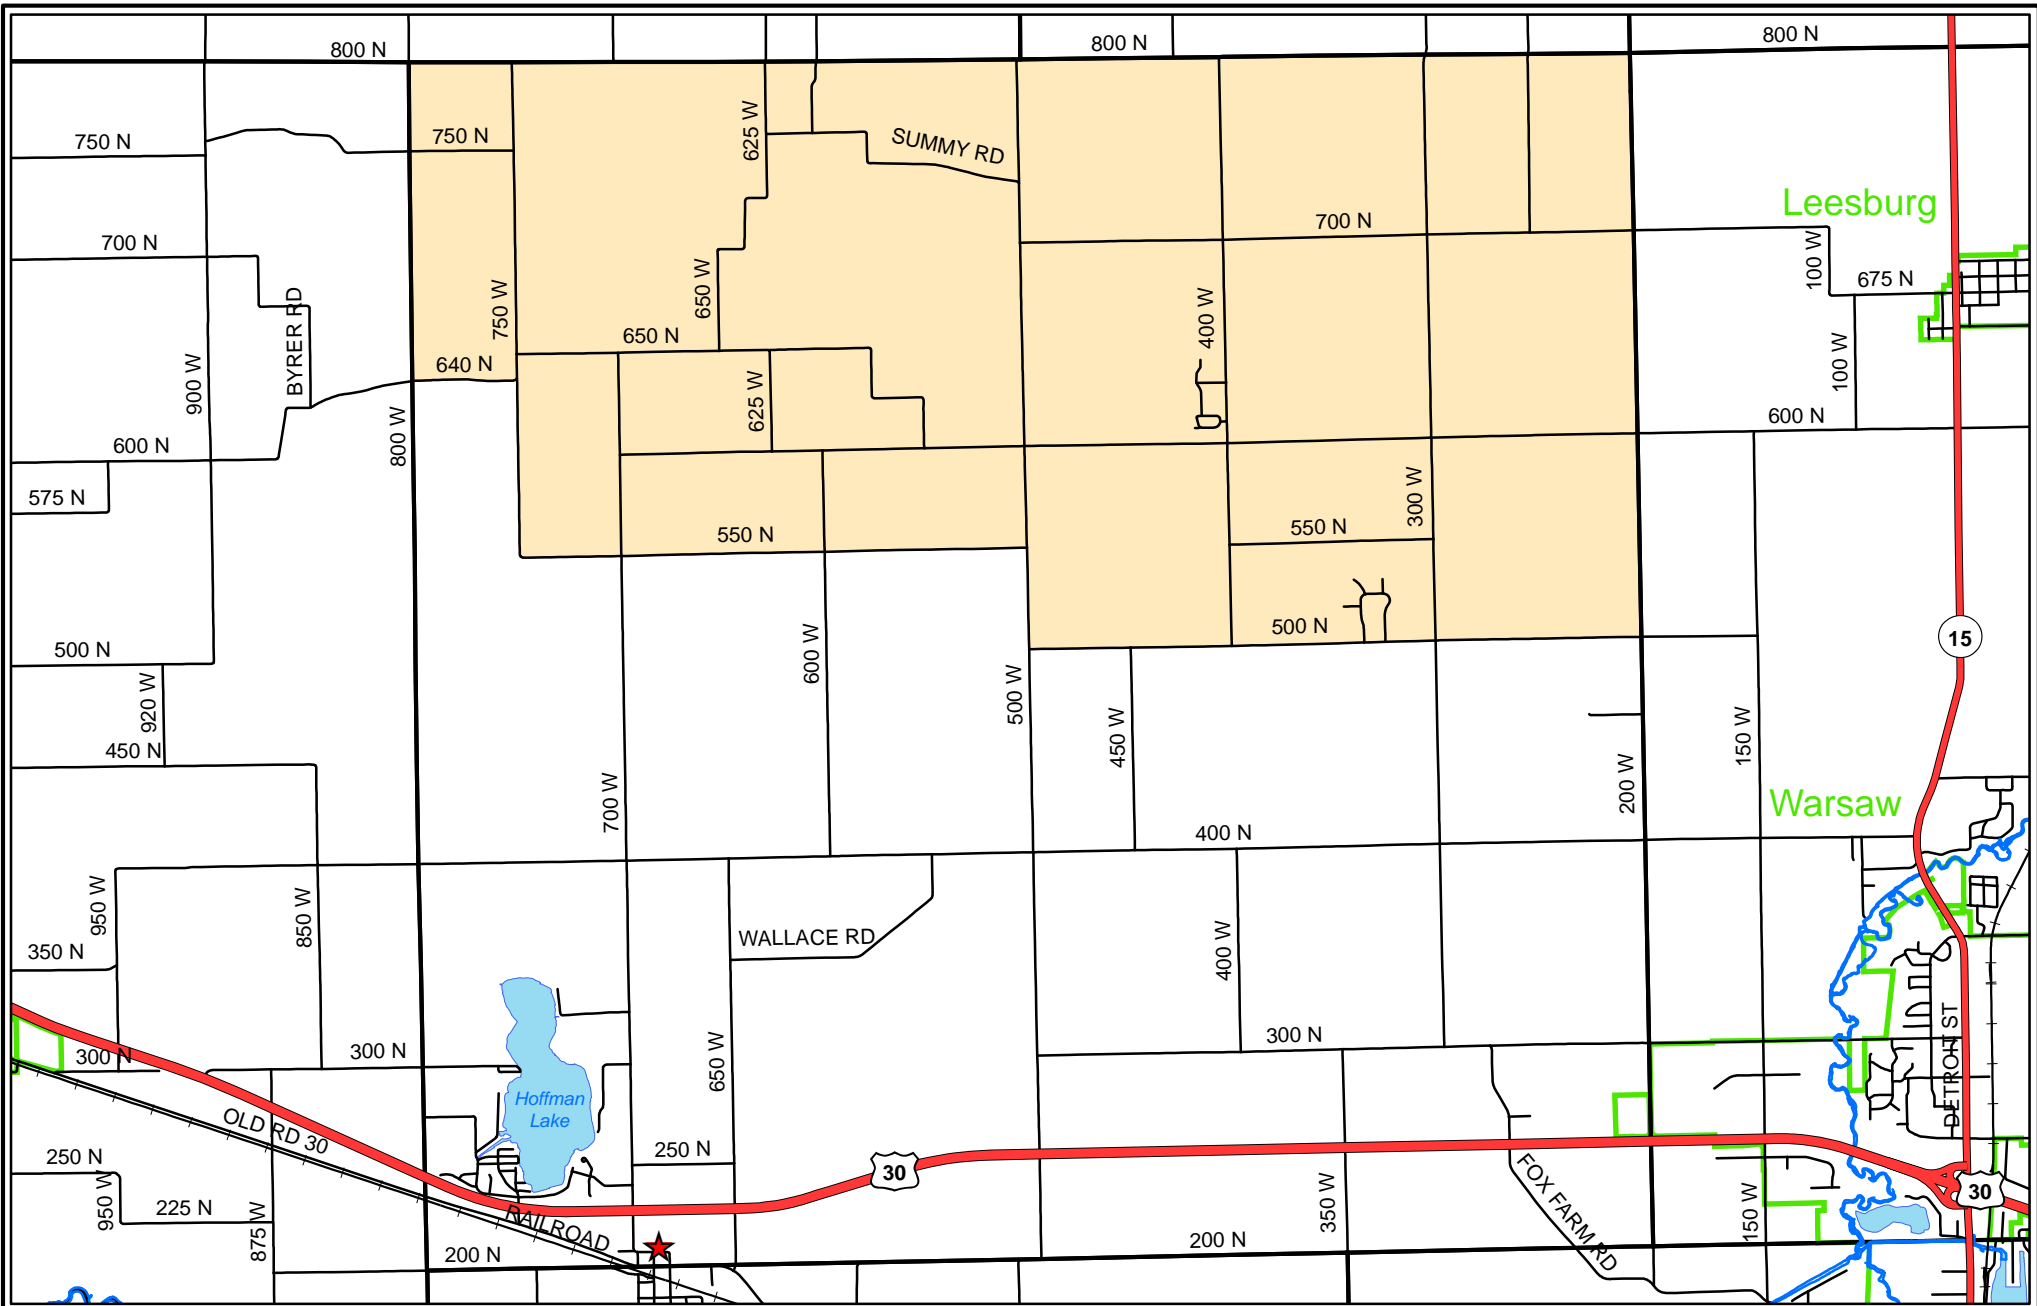 800 N
800 N
800 N
750 N
750 N
625 W
SUMMY RD
Leesburg
700 N
700 N
100 W
675 N
BYRER RD
750 W
650 W
650 N
400 W
640 N
900 W
625 W
100 W
800 W
600 N
600 N
575 N
300 W
550 N
550 N
500 N
500 N
15
600 W
920 W
500 W
450 W
150 W
450 N
700 W
200 W
Warsaw
400 N
950 W
850 W
WALLACE RD
350 N
400 W
300 N
300 N
300 N
650 W
DETROIT ST
Hoffman
Lake
OLD RD 30
250 N
250 N
30
FOX FARM RD
30
950 W
225 N
875 W
RAILROAD
200 N
200 N
350 W
150 W